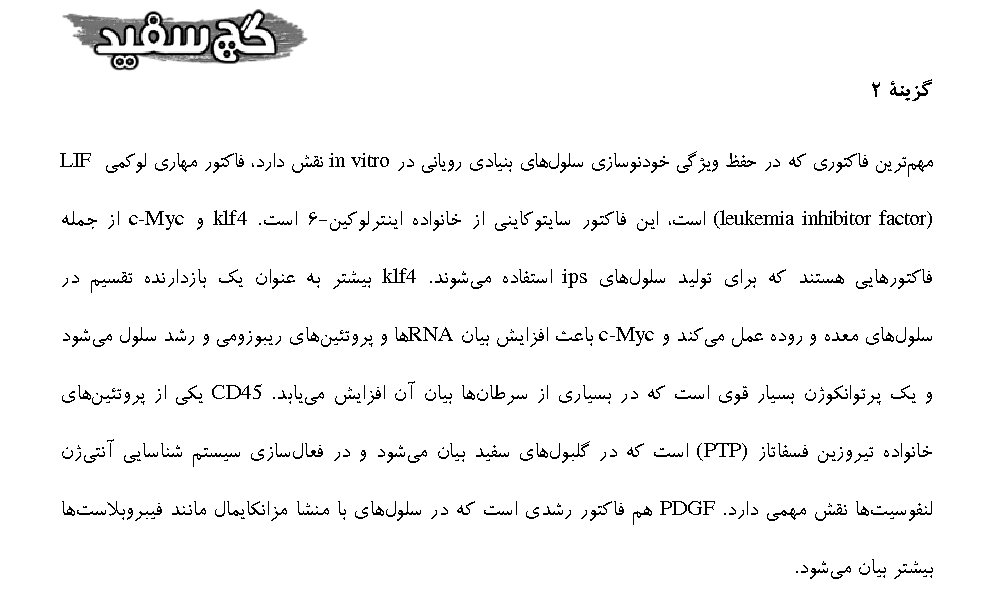 گچ سفید
گزینهٔ ۲
مهم‌ترین فاکتوری که در حفظ ویژگی خودنوسازی سلول‌های بنیادی رویانی در in vitro نقش دارد، فاکتور مهاری لوکمی LIF
(leukemia inhibitor factor) است، این فاکتور سایتوکاینی از خانواده اینترلوکین-۶ است. klf4 و c-Myc از جمله
فاکتورهایی هستند که برای تولید سلول‌های ips استفاده می‌شوند. klf4 بیشتر به عنوان یک بازدارنده تقسیم در
سلول‌های معده و روده عمل می‌کند و c-Myc باعث افزایش بیان RNAها و پروتئین‌های ریبوزومی و رشد سلول می‌شود
و یک پرتوانکوژن بسیار قوی است که در بسیاری از سرطان‌ها بیان آن افزایش می‌یابد. CD45 یکی از پروتئین‌های
خانواده تیروزین فسفاتاز (PTP) است که در گلبول‌های سفید بیان می‌شود و در فعال‌سازی سیستم شناسایی آنتی‌ژن
لنفوسیت‌ها نقش مهمی دارد. PDGF هم فاکتور رشدی است که در سلول‌های با منشا مزانکایمال مانند فیبروبلاست‌ها
بیشتر بیان می‌شود.